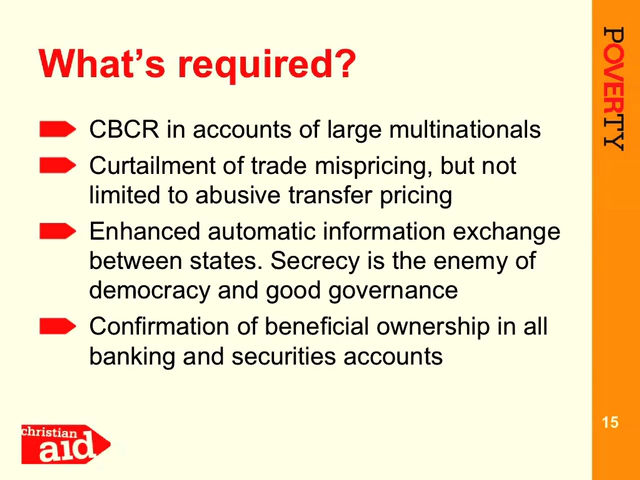 What's required?
CBCR in accounts of large multinationals
Curtailment of trade mispricing, but not
limited to abusive transfer pricing
Enhanced automatic information exchange
between states. Secrecy is the enemy of
democracy and good governance
Confirmation of beneficial ownership in all
banking and securities accounts
POVERTY
15
christian
aid